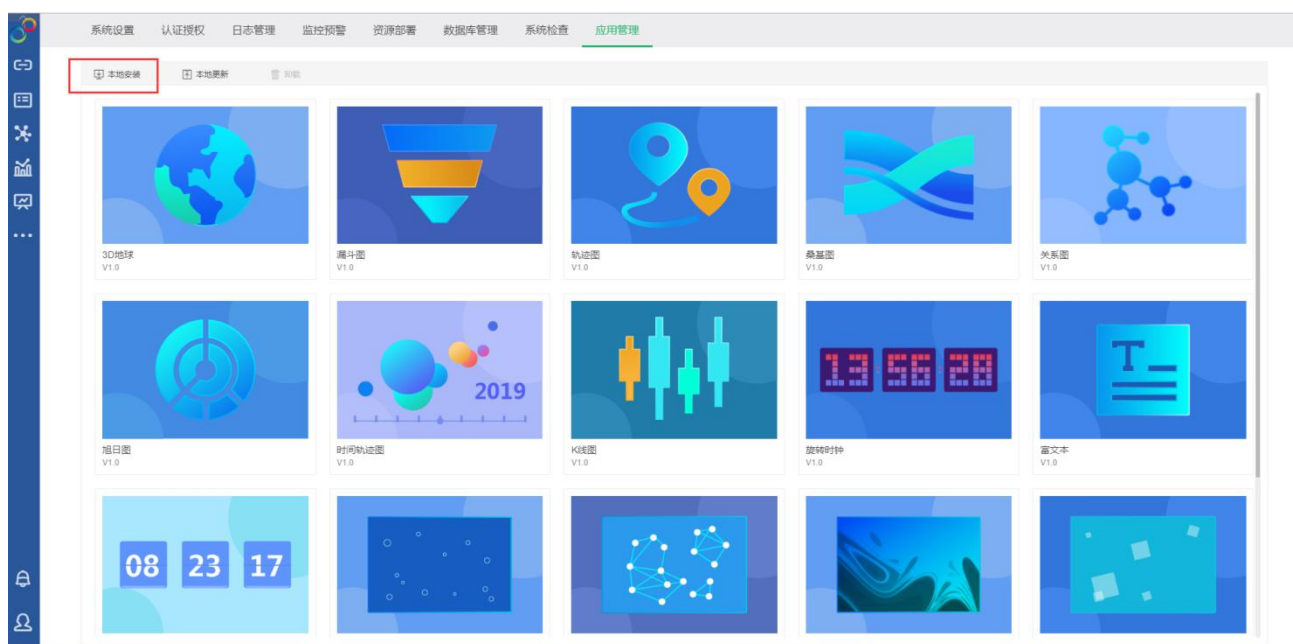 系统设置 认证授权 日志管理 监控预警 资源部署 数据库管理 系统检查 应用管理
本地安装 本地更新 卸载
3D地球 漏斗图 轨迹图 桑基图 关系图
V1.0 V1.0 V1.0 V1.0 V1.0
2019
13:56:28
T
旭日图 时间轨迹图 K线图 旋转时钟 富文本
V1.0 V1.0 V1.0 V1.0 V1.0
08 23 17